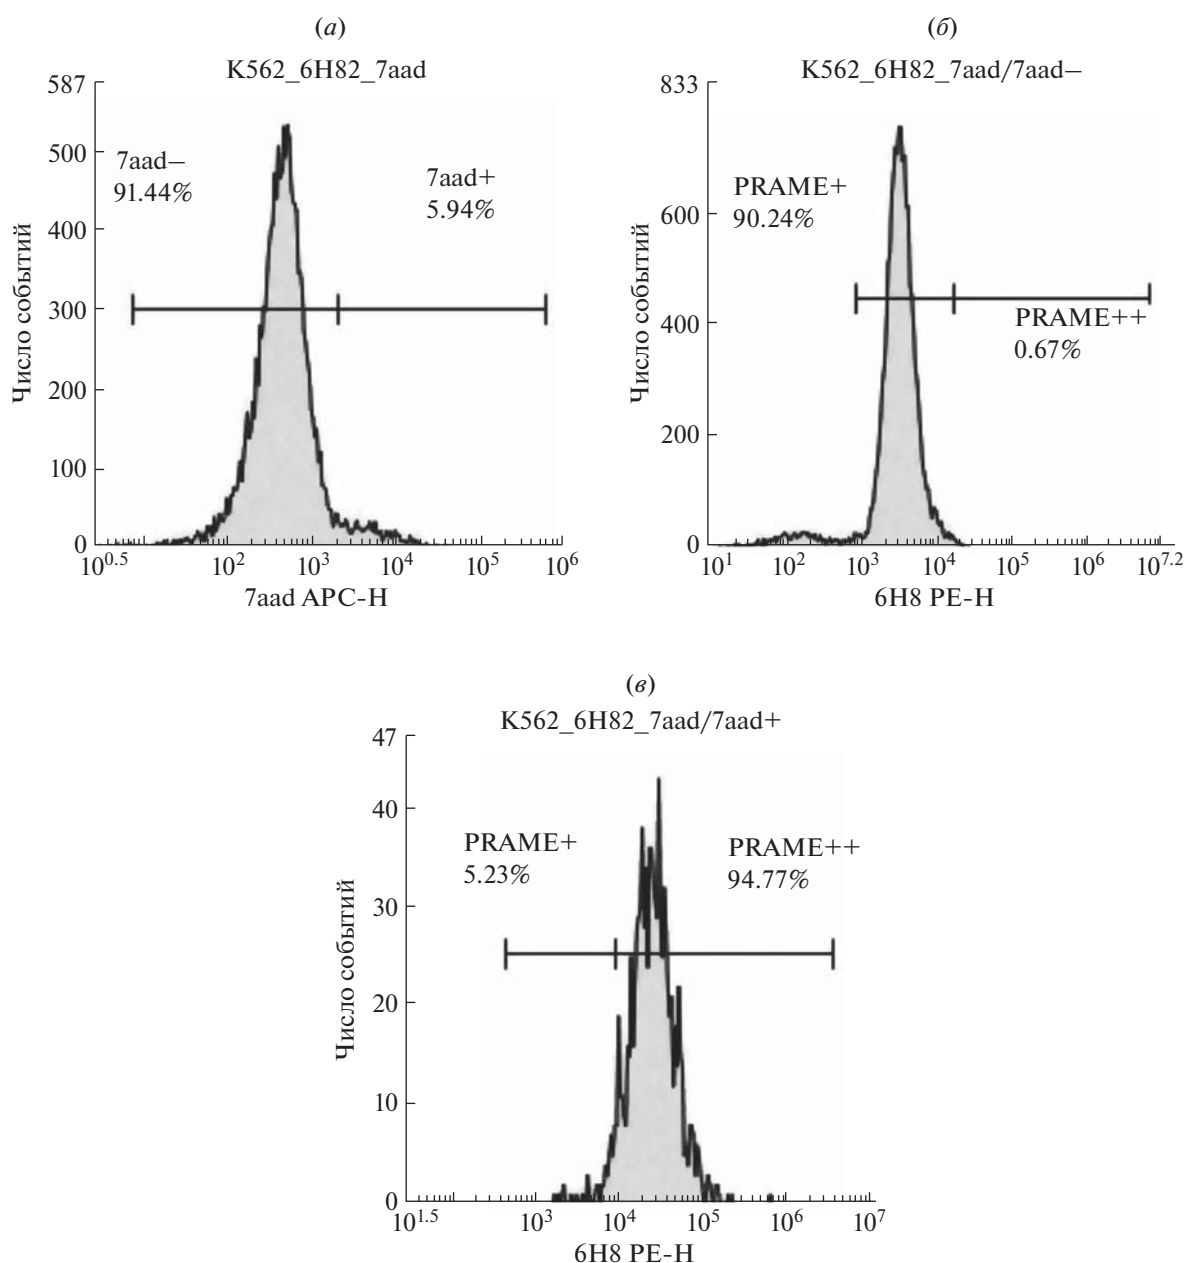 (а)
K562_6H82_7aad
587
500
400
300
200
100
0
Число событий
7aad−
91.44%
7aad+
5.94%
10^0.5 10^2 10^3 10^4 10^5 10^6
7aad APC-H
(б)
K562_6H82_7aad/7aad−
833
600
400
200
0
Число событий
PRAME+
90.24%
PRAME++
0.67%
10^1 10^2 10^3 10^4 10^5 10^6 10^7.2
6H8 PE-H
(в)
K562_6H82_7aad/7aad+
47
40
30
20
10
0
Число событий
PRAME+
5.23%
PRAME++
94.77%
10^1.5 10^3 10^4 10^5 10^6 10^7
6H8 PE-H